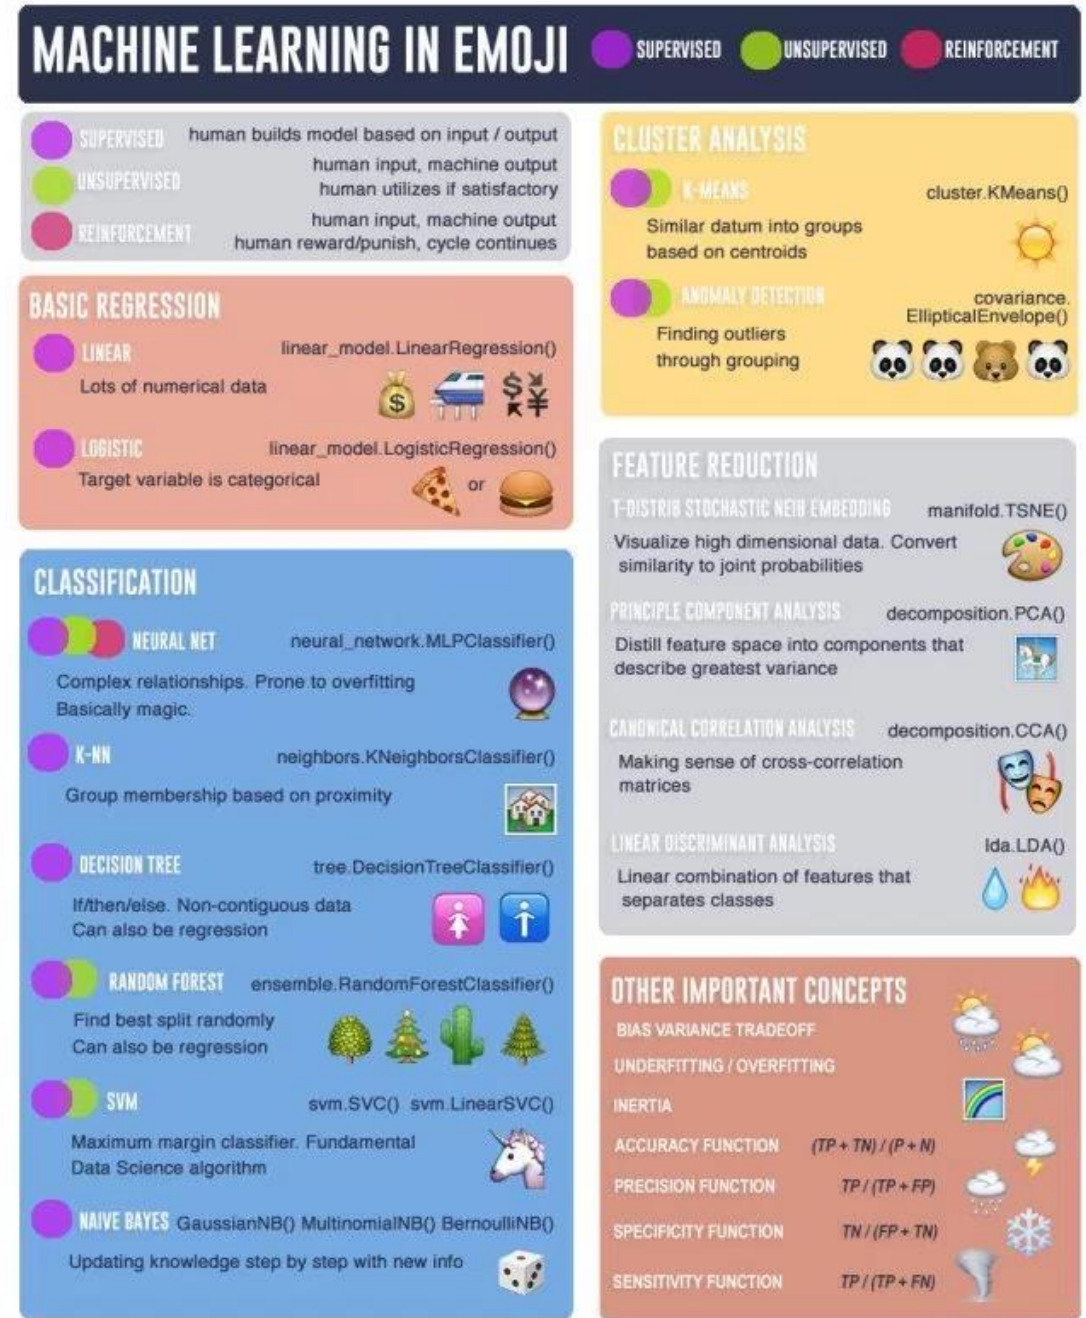 MACHINE LEARNING IN EMOJI
SUPERVISED
UNSUPERVISED
REINFORCEMENT
SUPERVISED human builds model based on input / output
UNSUPERVISED human input, machine output
human utilizes if satisfactory
REINFORCEMENT human input, machine output
human reward/punish, cycle continues
BASIC REGRESSION
LINEAR linear_model.LinearRegression()
Lots of numerical data
LOGISTIC linear_model.LogisticRegression()
Target variable is categorical
or
CLASSIFICATION
NEURAL NET neural_network.MLPClassifier()
Complex relationships. Prone to overfitting
Basically magic.
K-NN neighbors.KNeighborsClassifier()
Group membership based on proximity
DECISION TREE tree.DecisionTreeClassifier()
If/then/else. Non-contiguous data
Can also be regression
RANDOM FOREST ensemble.RandomForestClassifier()
Find best split randomly
Can also be regression
SVM svm.SVC() svm.LinearSVC()
Maximum margin classifier. Fundamental
Data Science algorithm
NAIVE BAYES GaussianNB() MultinomialNB() BernoulliNB()
Updating knowledge step by step with new info
CLUSTER ANALYSIS
K-MEANS cluster.KMeans()
Similar datum into groups
based on centroids
ANOMALY DETECTION covariance.
EllipticalEnvelope()
Finding outliers
through grouping
FEATURE REDUCTION
T-DISTRIB STOCHASTIC NEIB EMBEDDING manifold.TSNE()
Visualize high dimensional data. Convert
similarity to joint probabilities
PRINCIPLE COMPONENT ANALYSIS decomposition.PCA()
Distill feature space into components that
describe greatest variance
CANONICAL CORRELATION ANALYSIS decomposition.CCA()
Making sense of cross-correlation
matrices
LINEAR DISCRIMINANT ANALYSIS lda.LDA()
Linear combination of features that
separates classes
OTHER IMPORTANT CONCEPTS
BIAS VARIANCE TRADEOFF
UNDERFITTING / OVERFITTING
INERTIA
ACCURACY FUNCTION (TP + TN) / (P + N)
PRECISION FUNCTION TP / (TP + FP)
SPECIFICITY FUNCTION TN / (FP + TN)
SENSITIVITY FUNCTION TP / (TP + FN)